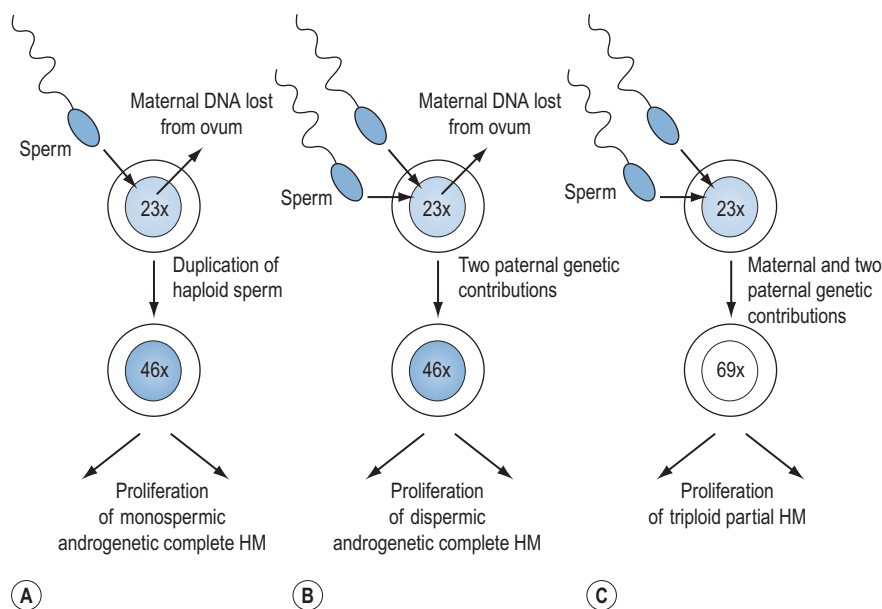 Maternal DNA lost
from ovum
Sperm
23x
Duplication of
haploid sperm
46x
Proliferation
of monospermic
androgenetic complete HM
A
Maternal DNA lost
from ovum
Sperm
23x
Two paternal genetic
contributions
46x
Proliferation
of dispermic
androgenetic complete HM
B
Sperm
23x
Maternal and two
paternal genetic
contributions
69x
Proliferation
of triploid partial HM
C